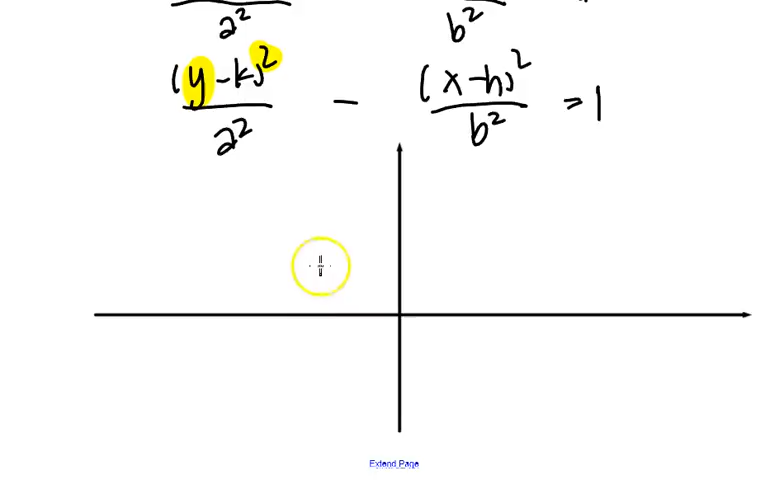 a² b²
(y-k)² - (x-h)² = 1
a² b²
Extend Page